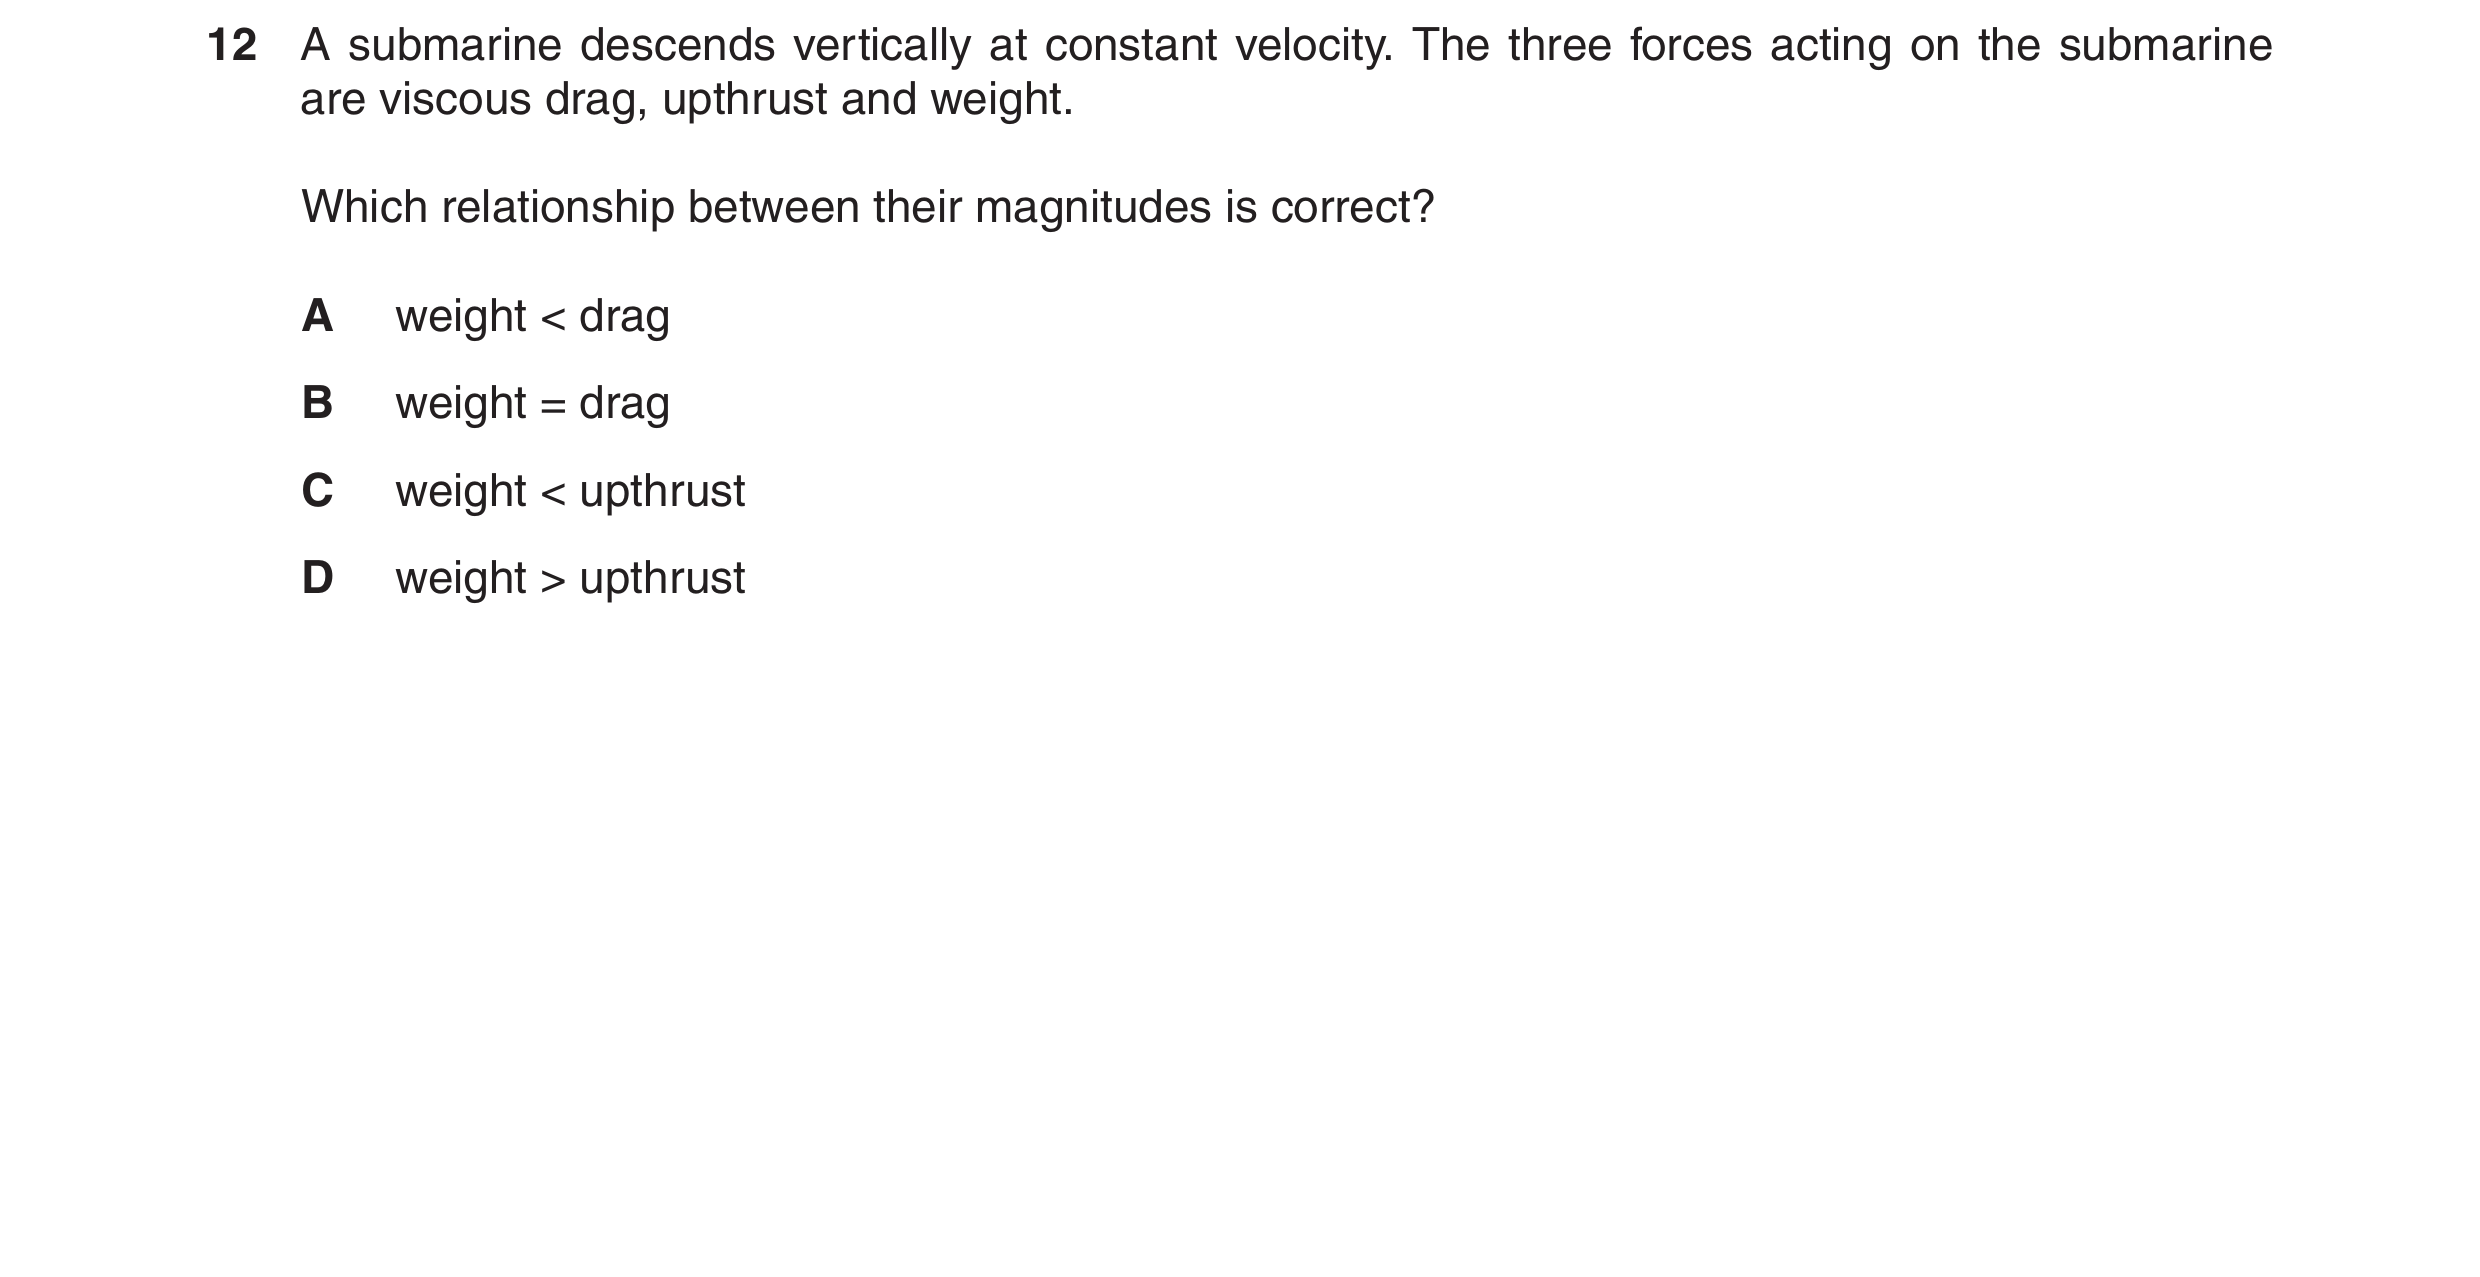 12 A submarine descends vertically at constant velocity. The three forces acting on the submarine
are viscous drag, upthrust and weight.
Which relationship between their magnitudes is correct?
A weight < drag
B weight = drag
C weight < upthrust
D weight > upthrust